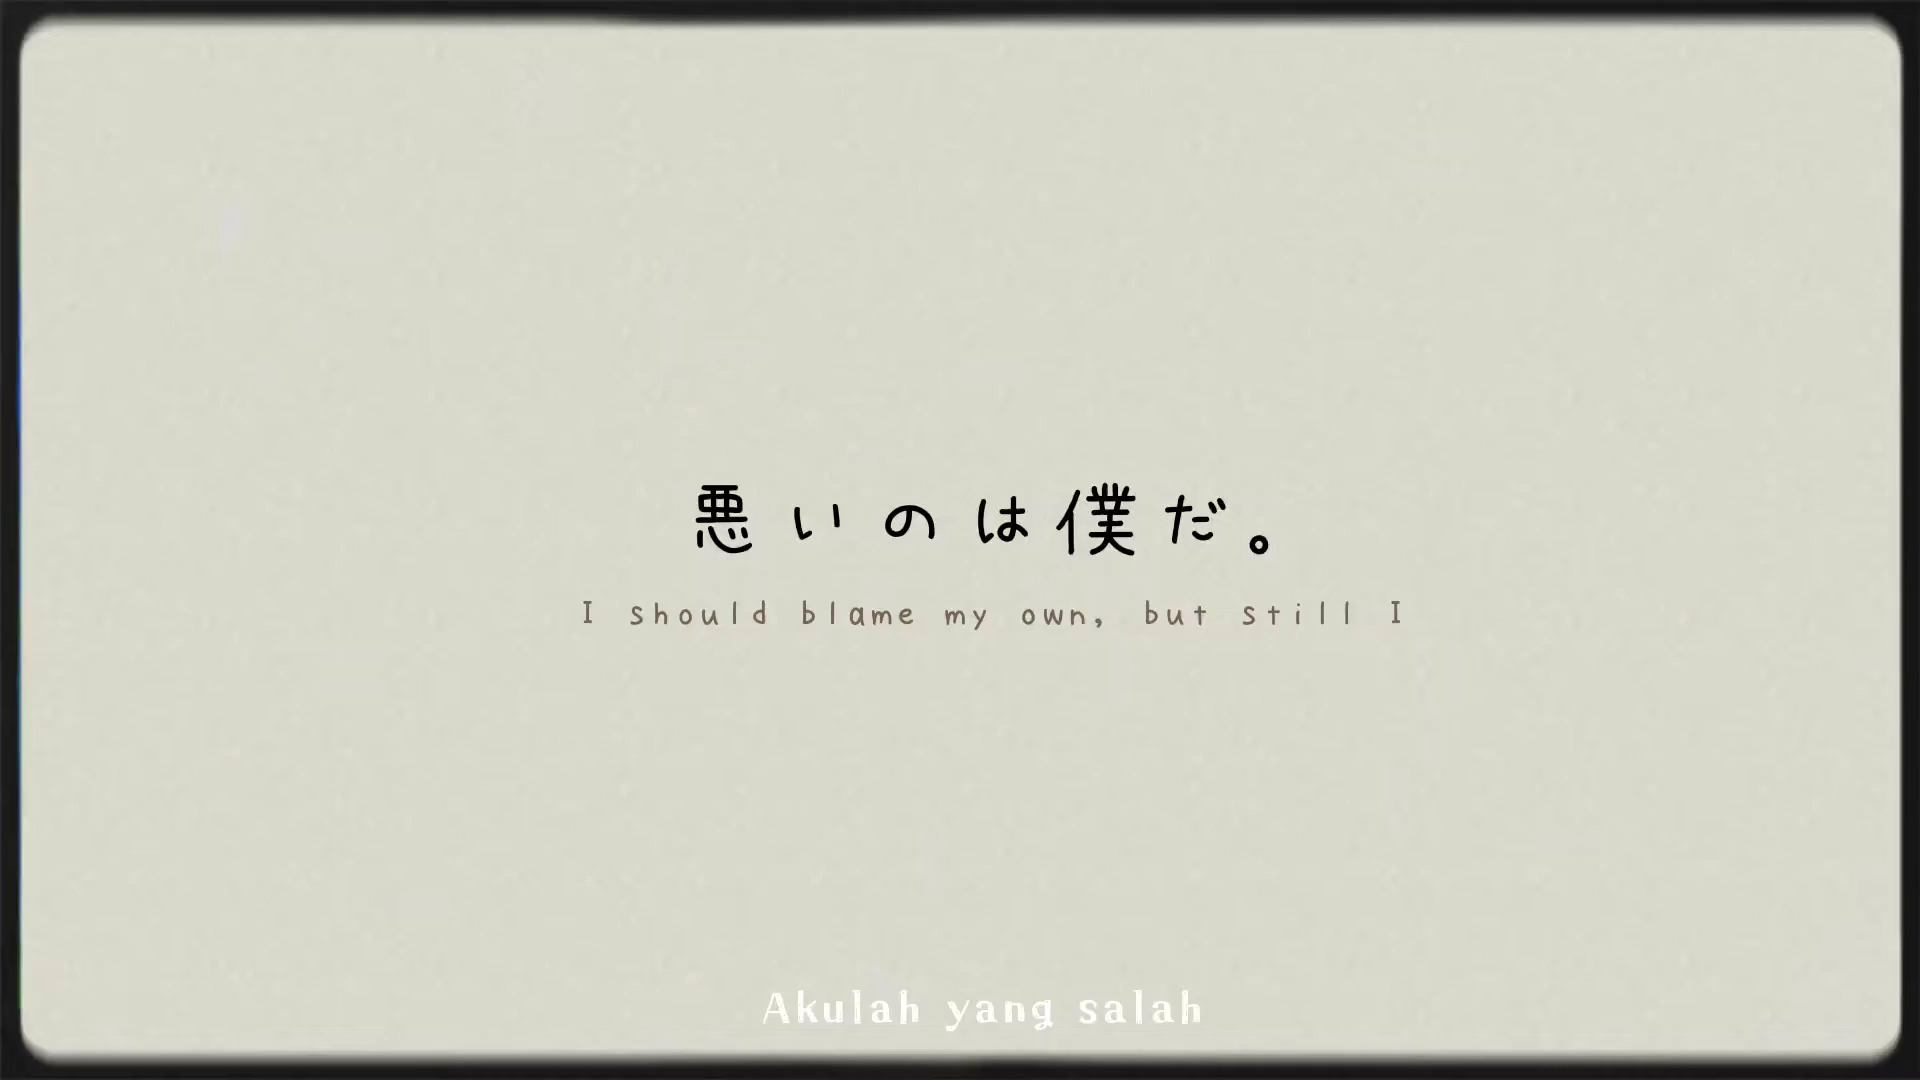 悪いのは僕だ。
I should blame my own, but still I
Akulah yang salah